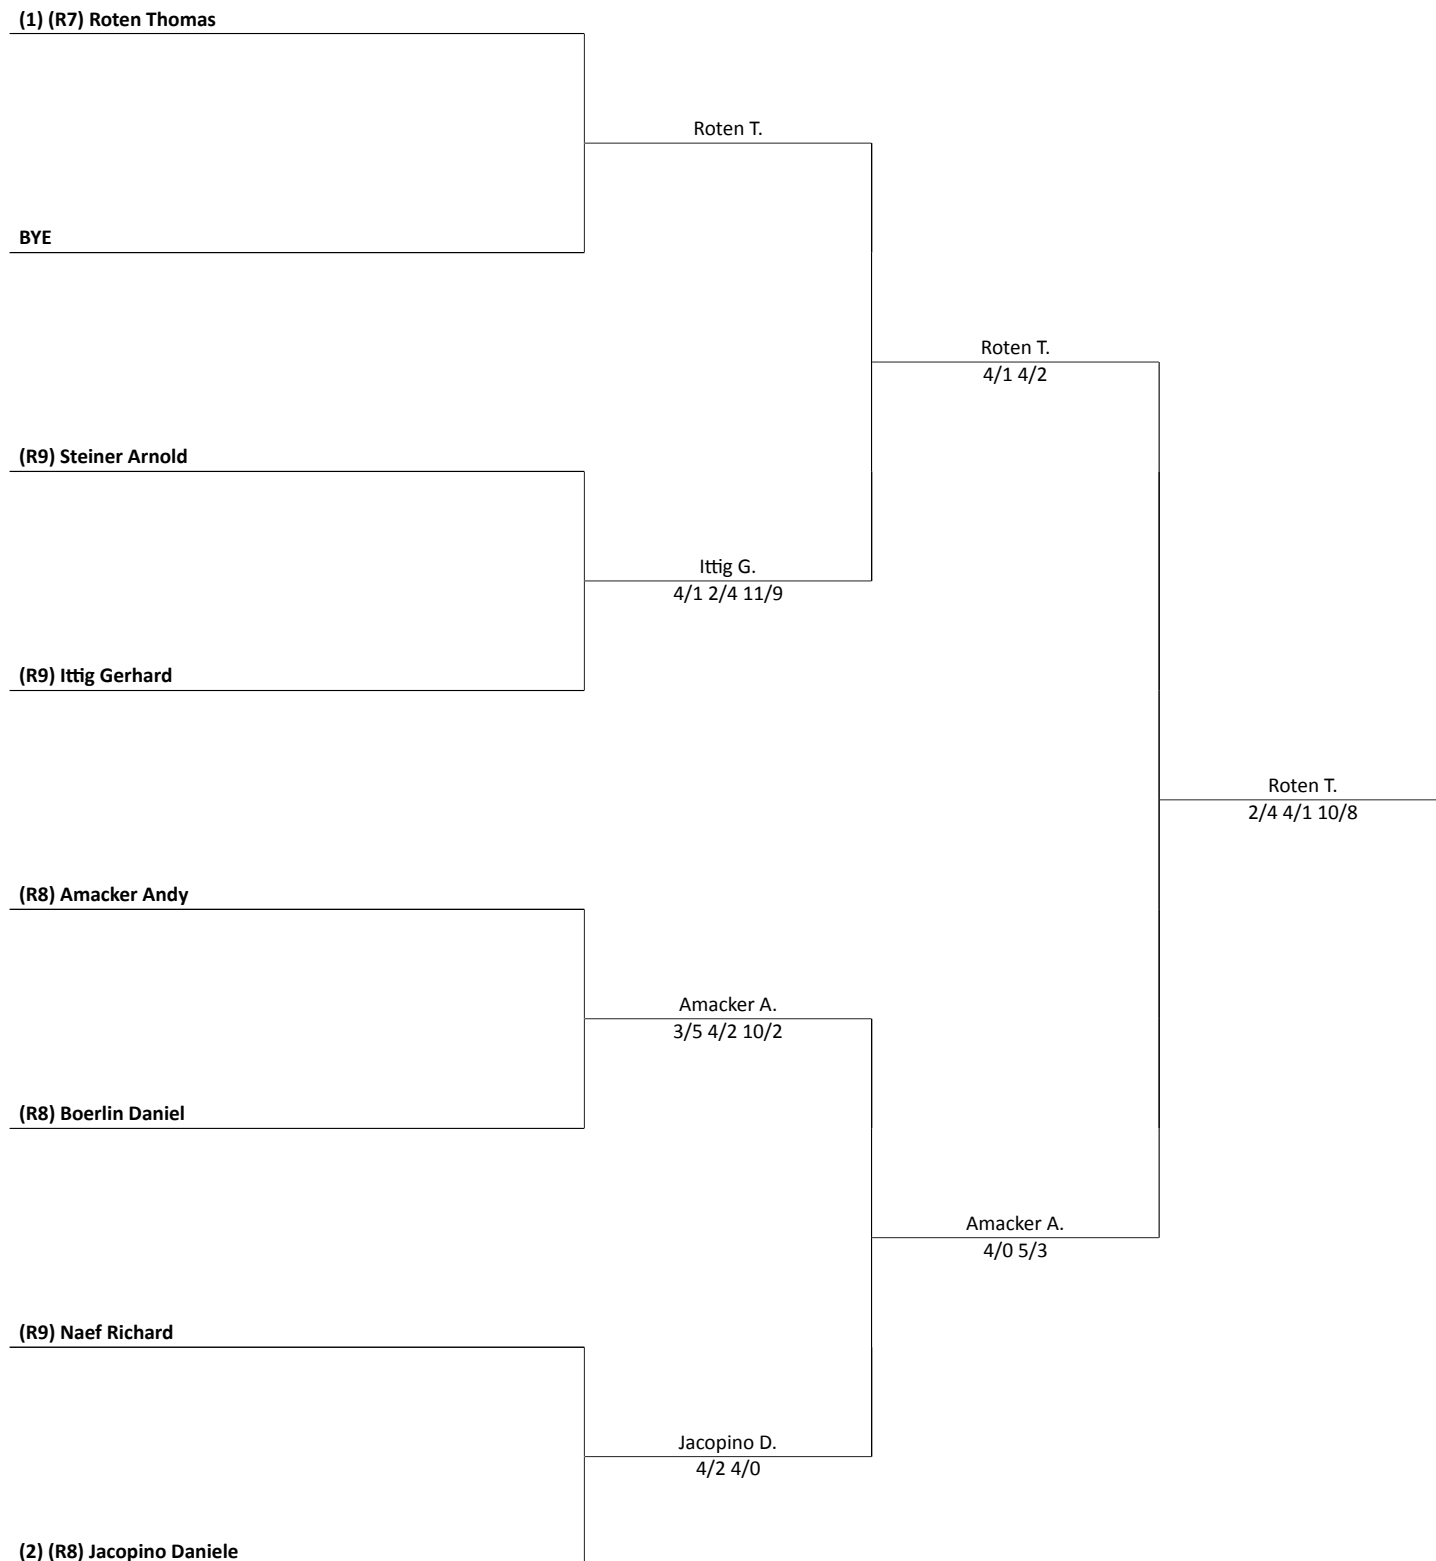 (1) (R7) Roten Thomas
Roten T.
BYE
Roten T.
4/1 4/2
(R9) Steiner Arnold
Ittig G.
4/1 2/4 11/9
(R9) Ittig Gerhard
Roten T.
2/4 4/1 10/8
(R8) Amacker Andy
Amacker A.
3/5 4/2 10/2
(R8) Boerlin Daniel
Amacker A.
4/0 5/3
(R9) Naef Richard
Jacopino D.
4/2 4/0
(2) (R8) Jacopino Daniele